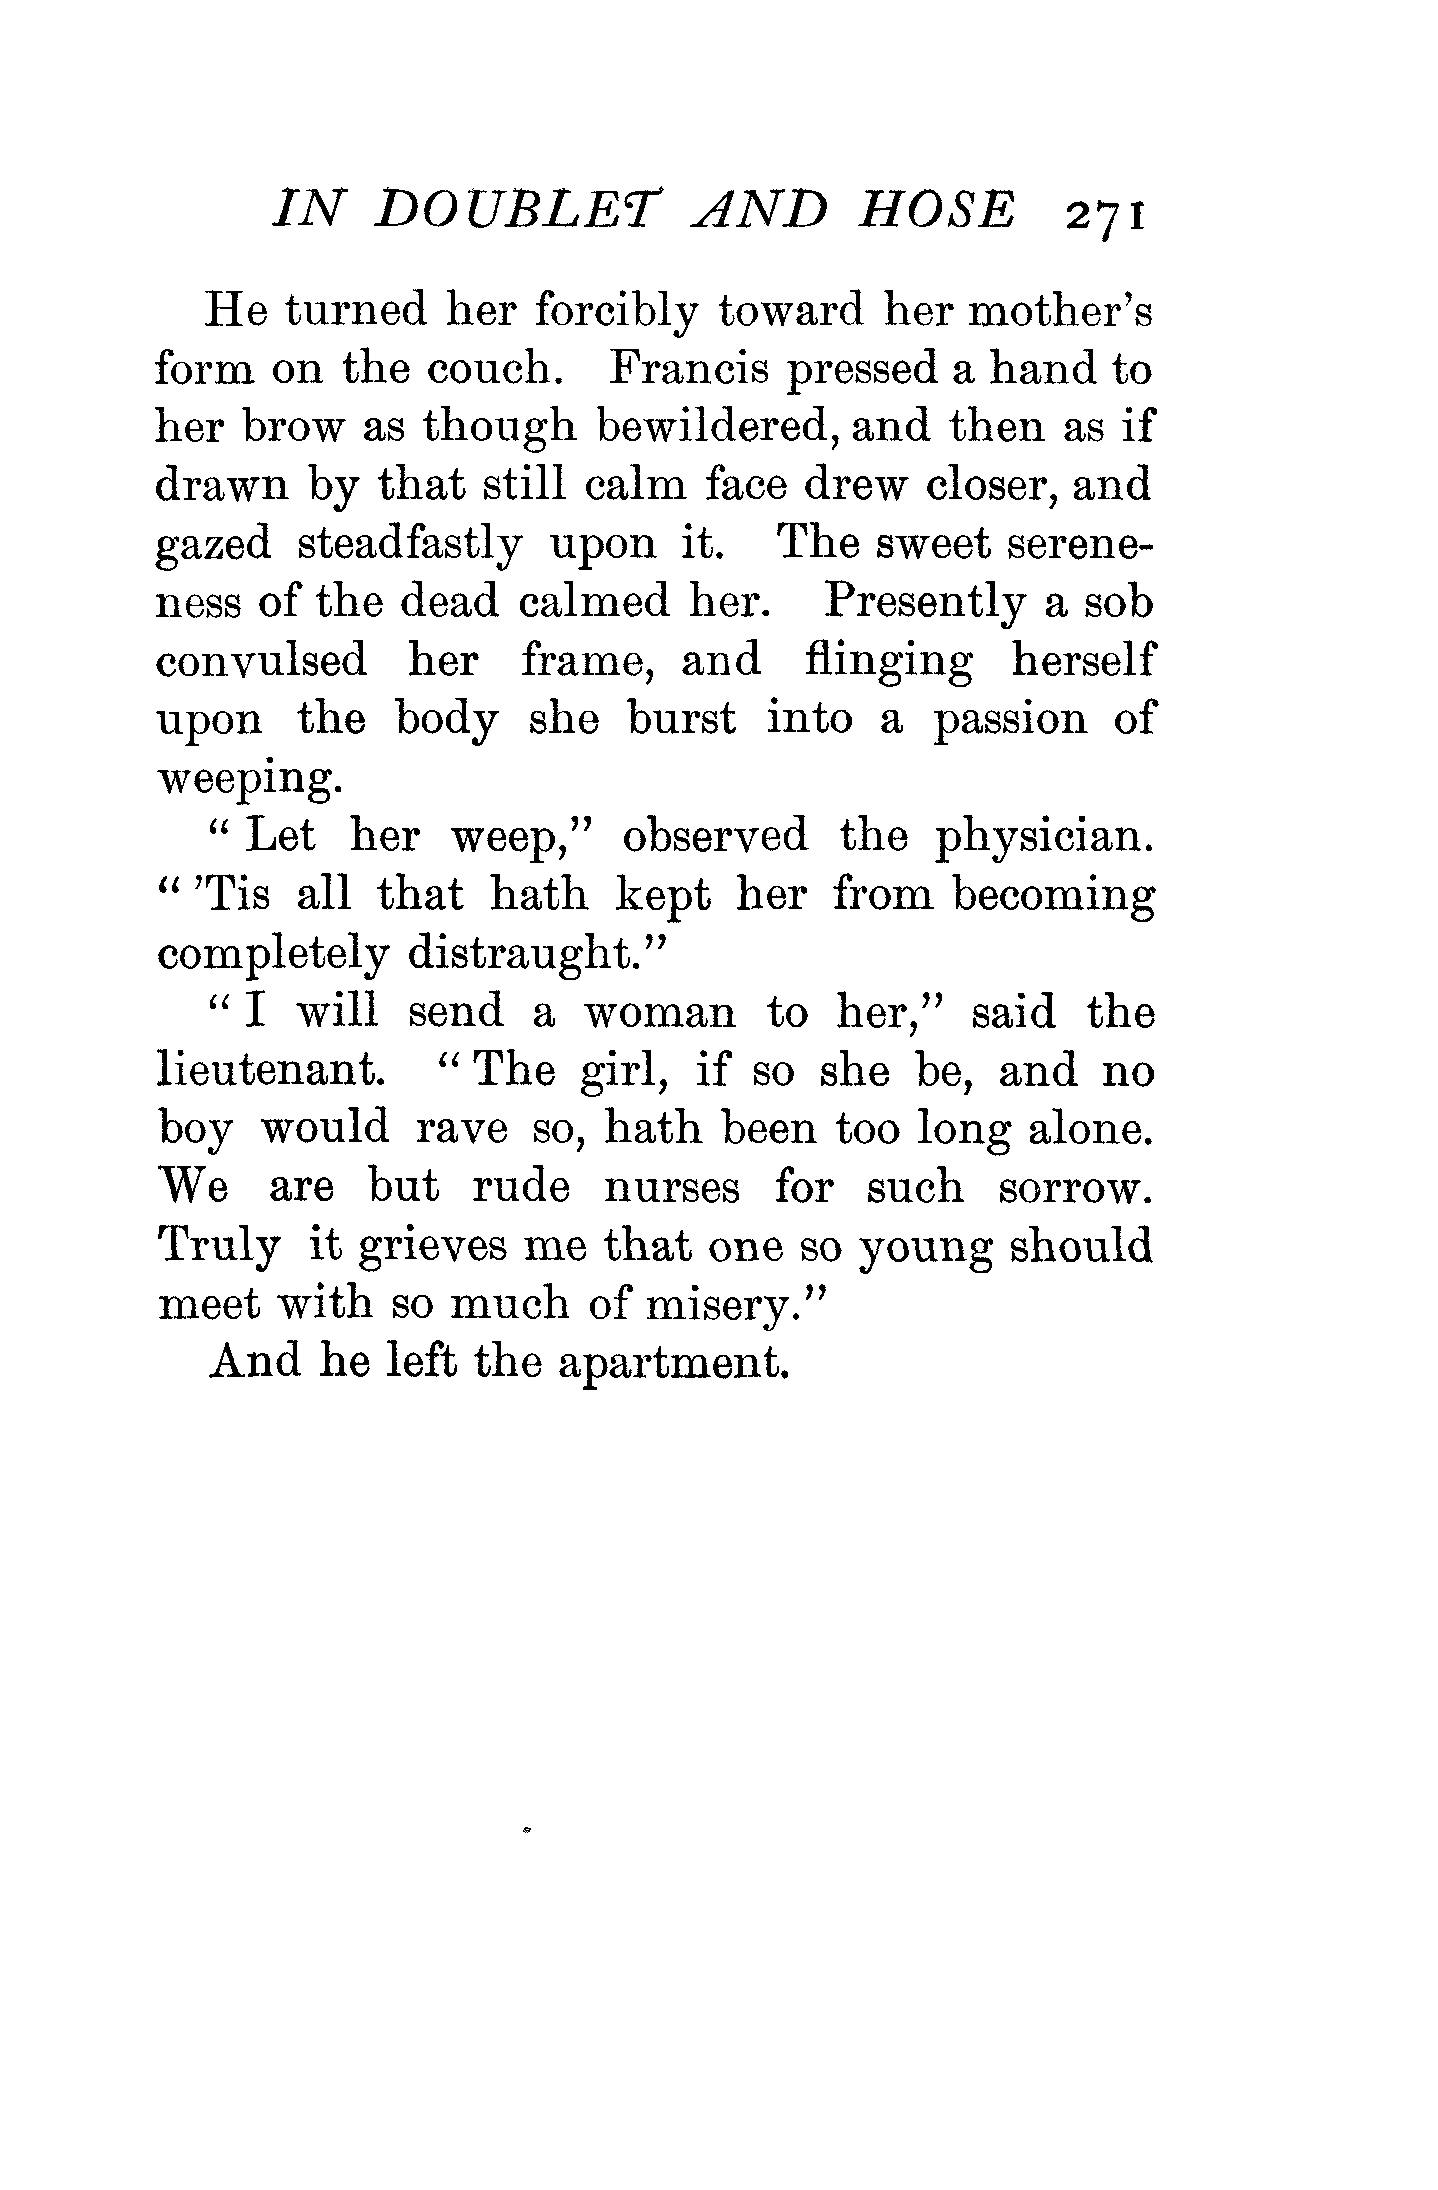 IN DOUBLET AND HOSE 271
He turned her forcibly toward her mother's
form on the couch. Francis pressed a hand to
her brow as though bewildered, and then as if
drawn by that still calm face drew closer, and
gazed steadfastly upon it. The sweet serene-
ness of the dead calmed her. Presently a sob
convulsed her frame, and flinging herself
upon the body she burst into a passion of
weeping.
" Let her weep," observed the physician.
" 'Tis all that hath kept her from becoming
completely distraught."
" I will send a woman to her," said the
lieutenant. " The girl, if so she be, and no
boy would rave so, hath been too long alone.
We are but rude nurses for such sorrow.
Truly it grieves me that one so young should
meet with so much of misery."
And he left the apartment.